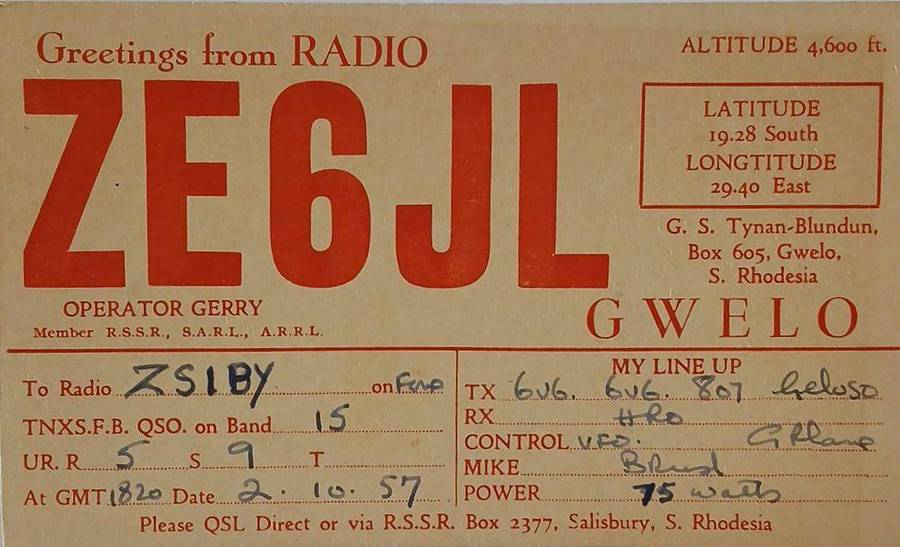 Greetings from RADIO
ALTITUDE 4,600 ft.
ZE6JL
LATITUDE
19.28 South
LONGTITUDE
29.40 East
G. S. Tynan-Blundun,
Box 605, Gwelo,
S. Rhodesia
OPERATOR GERRY
Member R.S.S.R., S.A.R.L., A.R.R.L.
GWELO
To Radio ZS1BY on Fone
TNXS.F.B. QSO. on Band 15
UR. R 5 S 9 T
At GMT 1820 Date 2. 10. 57
MY LINE UP
TX 6V6. 6V6. 807 Geloso
RX HRO
CONTROL V.F.O.
MIKE
POWER 75 watts
Please QSL Direct or via R.S.S.R. Box 2377, Salisbury, S. Rhodesia